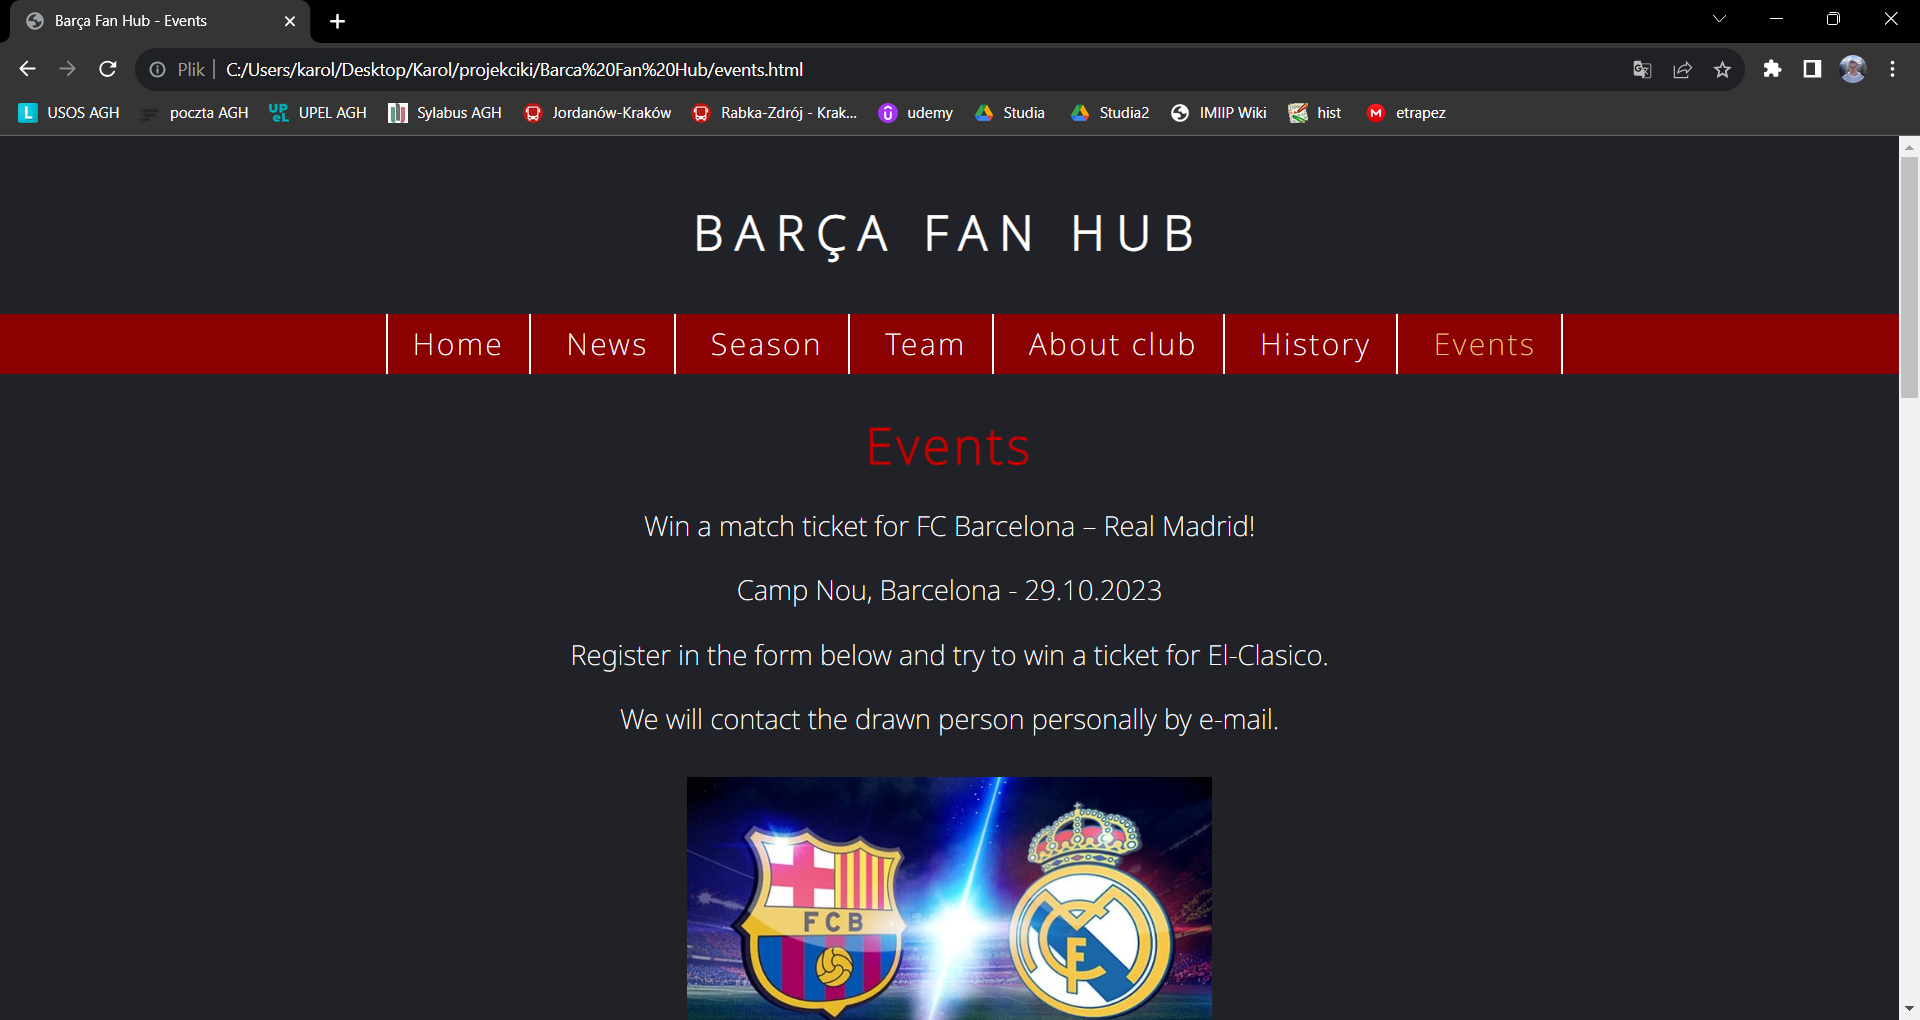 Barça Fan Hub - Events
Plik
C:/Users/karol/Desktop/Karol/projekciki/Barca%20Fan%20Hub/events.html
USOS AGH
poczta AGH
UPEL AGH
Sylabus AGH
Jordanów-Kraków
Rabka-Zdrój - Krak...
udemy
Studia
Studia2
IMIIP Wiki
hist
etrapez
BARÇA FAN HUB
Home
News
Season
Team
About club
History
Events
Events
Win a match ticket for FC Barcelona – Real Madrid!
Camp Nou, Barcelona - 29.10.2023
Register in the form below and try to win a ticket for El-Clasico.
We will contact the drawn person personally by e-mail.
FCB